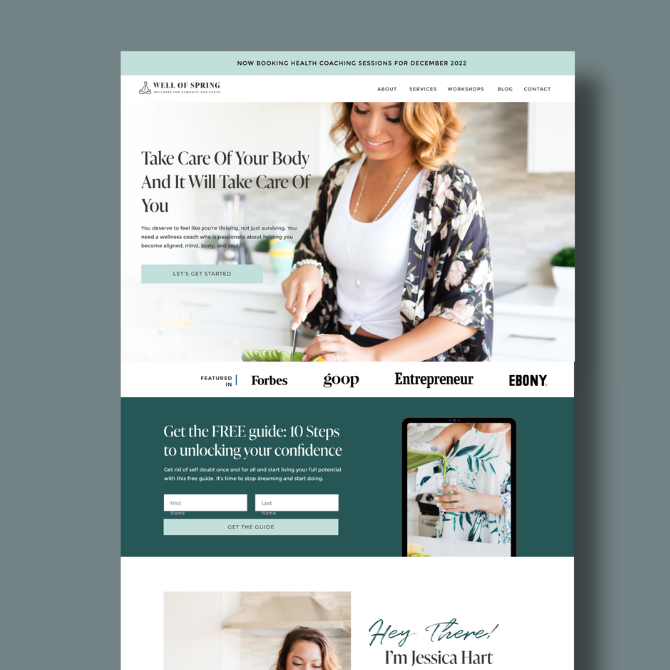 NOW BOOKING HEALTH COACHING SESSIONS FOR DECEMBER 2022
WELL OF SPRING
WELLNESS FOR HUMANITY AND EARTH
ABOUT SERVICES WORKSHOPS BLOG CONTACT
Take Care Of Your Body
And It Will Take Care Of
You
You deserve to feel like you're thriving, not just surviving. You
need a wellness coach who is passionate about helping you
become aligned, mind, body, and soul.
LET'S GET STARTED
FEATURED
IN
Forbes
goop
Entrepreneur
EBONY
Get the FREE guide: 10 Steps
to unlocking your confidence
Get rid of self doubt once and for all and start living your full potential
with this free guide. It's time to stop dreaming and start doing.
First
Name
Last
Name
GET THE GUIDE
Hey There!
I'm Jessica Hart